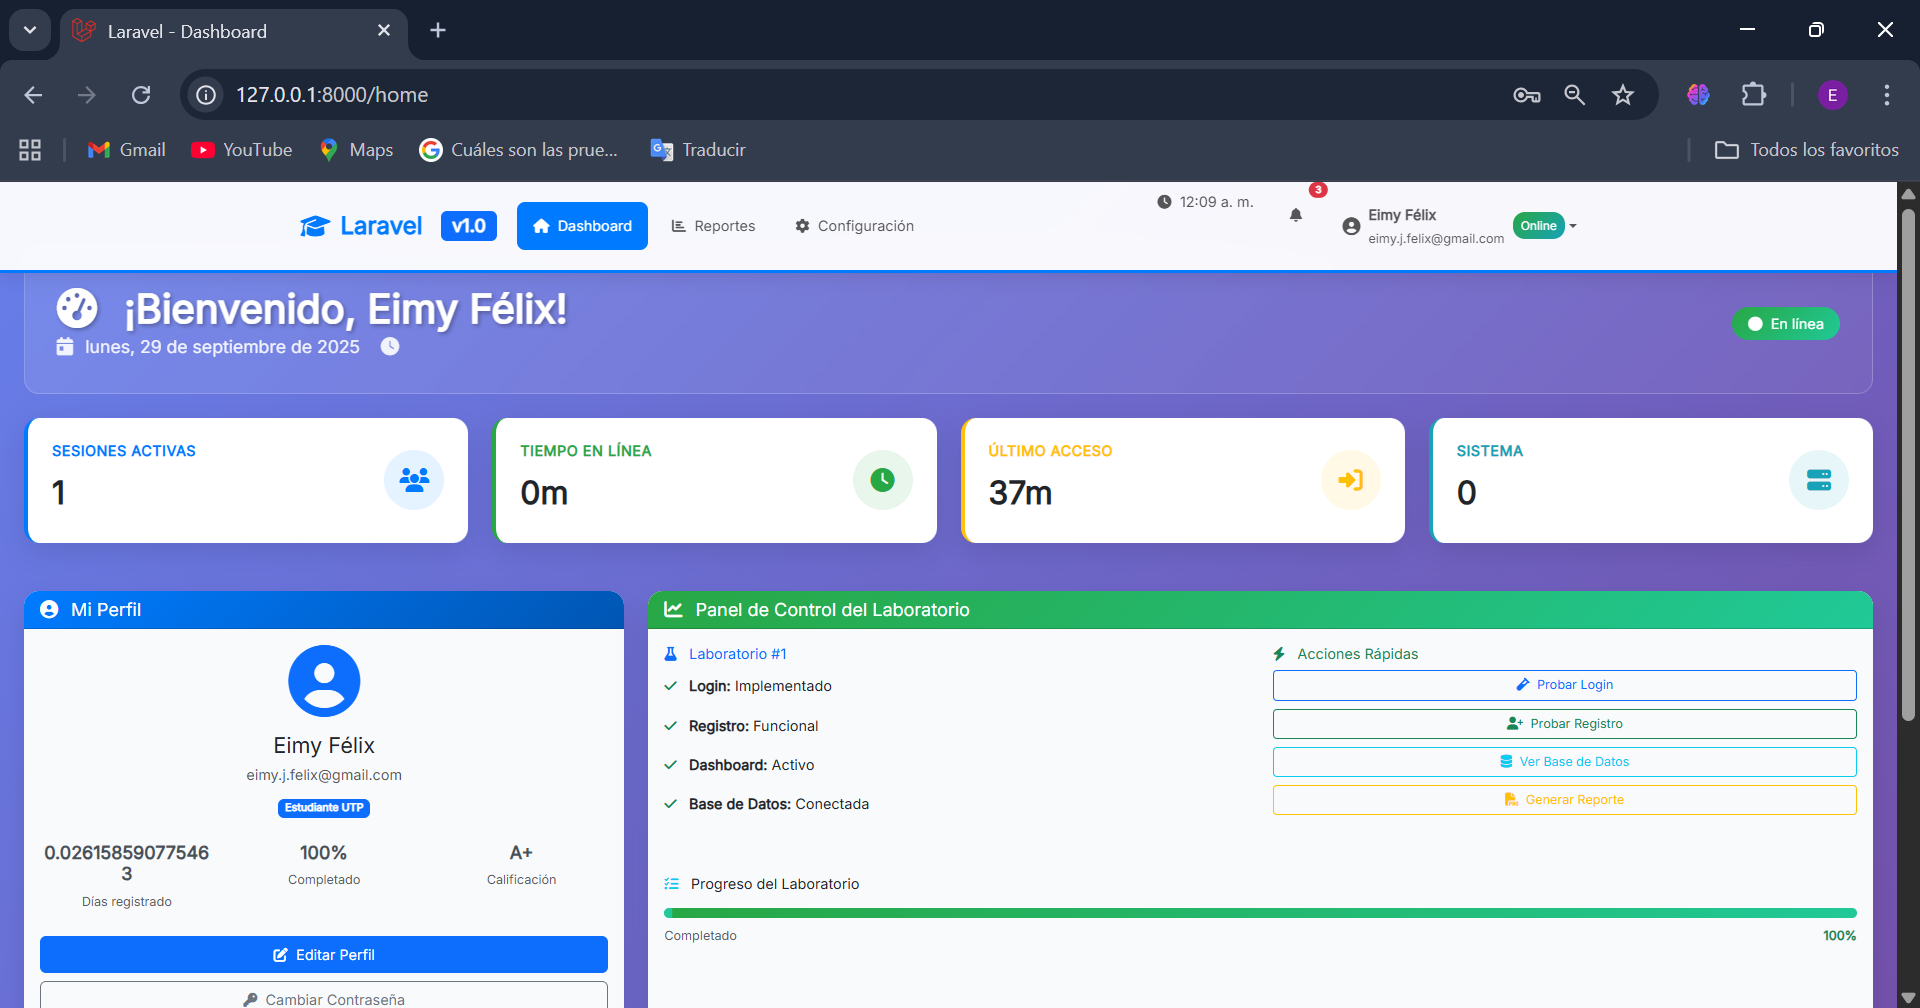 Laravel - Dashboard
127.0.0.1:8000/home
E
Gmail
YouTube
Maps
Cuáles son las prue...
Traducir
Todos los favoritos
Laravel
v1.0
Dashboard
Reportes
Configuración
12:09 a. m.
3
Eimy Félix
eimy.j.felix@gmail.com
Online
¡Bienvenido, Eimy Félix!
lunes, 29 de septiembre de 2025
En línea
SESIONES ACTIVAS
1
TIEMPO EN LÍNEA
0m
ÚLTIMO ACCESO
37m
SISTEMA
0
Mi Perfil
Eimy Félix
eimy.j.felix@gmail.com
Estudiante UTP
0.02615859077546
3
Días registrado
100%
Completado
A+
Calificación
Editar Perfil
Cambiar Contraseña
Panel de Control del Laboratorio
Laboratorio #1
Login: Implementado
Registro: Funcional
Dashboard: Activo
Base de Datos: Conectada
Acciones Rápidas
Probar Login
Probar Registro
Ver Base de Datos
Generar Reporte
Progreso del Laboratorio
Completado
100%